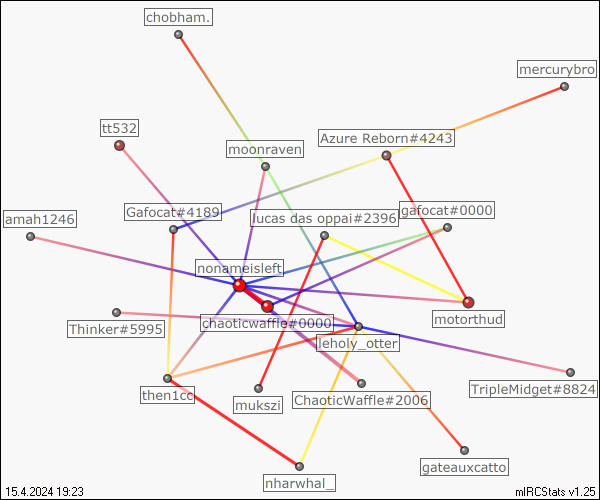 chobham.
mercurybro
tt532
Azure Reborn#4243
moonraven
amah1246
Gafocat#4189
lucas das oppai#2396
gafocat#0000
nonameisleft
Thinker#5995
chaoticwaffle#0000
motorthud
leholy_otter
then1cc
mukszi
ChaoticWaffle#2006
TripleMidget#8824
nharwhal_
gateauxcatto
15.4.2024 19:23
mIRCStats v1.25